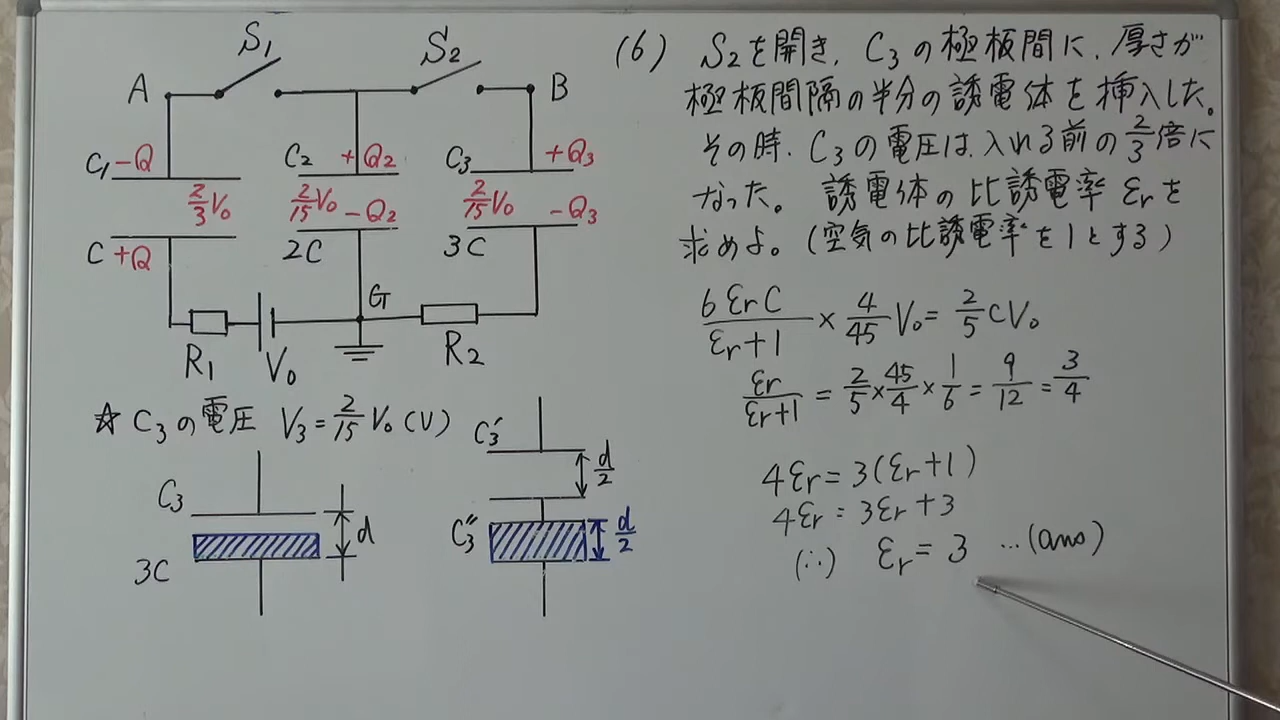 S₁
S₂
A
B
C₁ -Q
C₂ +Q₂
C₃ +Q₃
2/3 V₀
2/15 V₀ -Q₂
2/15 V₀ -Q₃
C +Q
2C
3C
G
R₁
V₀
R₂
☆ C₃の電圧 V₃=2/15 V₀(V)
C₃
d
3C
C₃′
d/2
C₃″
d/2
(6) S₂を開き、C₃の極板間に、厚さが
極板間隔の半分の誘電体を挿入した。
その時、C₃の電圧は、入れる前の2/3倍に
なった。誘電体の比誘電率 εrを
求めよ。(空気の比誘電率を1とする)
6εrC/(εr+1) × 4/45 V₀ = 2/5 CV₀
εr/(εr+1) = 2/5 × 45/4 × 1/6 = 9/12 = 3/4
4εr = 3(εr+1)
4εr = 3εr+3
(∴) εr = 3 …(ans)